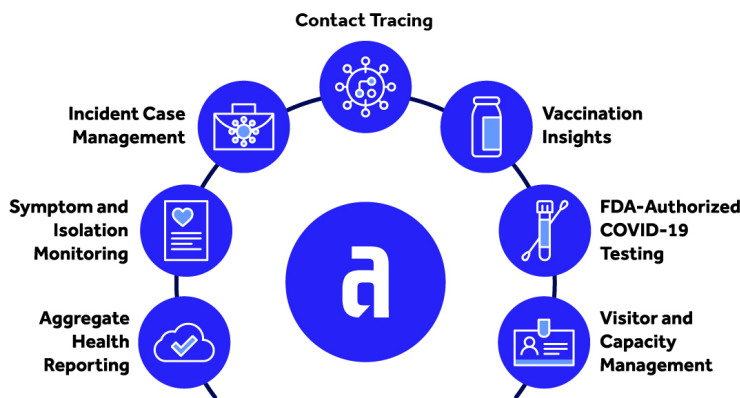 Contact Tracing
Incident Case
Management
Vaccination
Insights
Symptom and
Isolation
Monitoring
FDA-Authorized
COVID-19
Testing
a
Aggregate
Health
Reporting
Visitor and
Capacity
Management